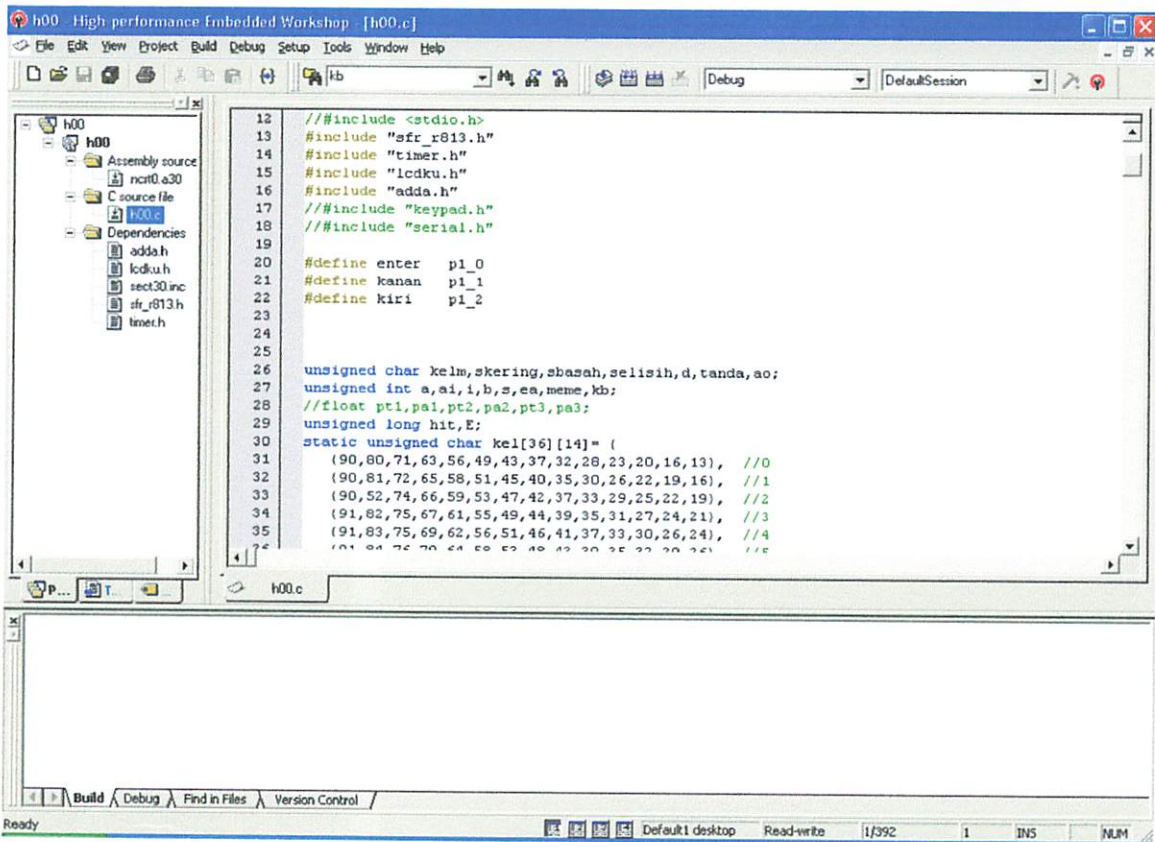 h00 - High-performance Embedded Workshop - [h00.c]
File Edit View Project Build Debug Setup Tools Window Help
kb Debug DefaultSession
h00
h00
Assembly source
ncrt0.a30
C source file
h00.c
Dependencies
adda.h
lcdku.h
sect30.inc
sfr_r813.h
timer.h
12 //#include <stdio.h>
13 #include "sfr_r813.h"
14 #include "timer.h"
15 #include "lcdku.h"
16 #include "adda.h"
17 //#include "keypad.h"
18 //#include "serial.h"
19
20 #define enter p1_0
21 #define kanan p1_1
22 #define kiri p1_2
23
24
25
26 unsigned char kelm,skering,sbasah,selisih,d,tanda,ao;
27 unsigned int a,ai,i,b,s,ea,meme,kb;
28 //float pt1,pa1,pt2,pa2,pt3,pa3;
29 unsigned long hit,E;
30 static unsigned char kel[36][14]= {
31 {90,80,71,63,56,49,43,37,32,28,23,20,16,13}, //0
32 {90,81,72,65,58,51,45,40,35,30,26,22,19,16}, //1
33 {90,52,74,66,59,53,47,42,37,33,29,25,22,19}, //2
34 {91,82,75,67,61,55,49,44,39,35,31,27,24,21}, //3
35 {91,83,75,69,62,56,51,46,41,37,33,30,26,24}, //4
P... T...
h00.c
Build Debug Find in Files Version Control
Ready Default1 desktop Read-write 1/392 1 INS NUM